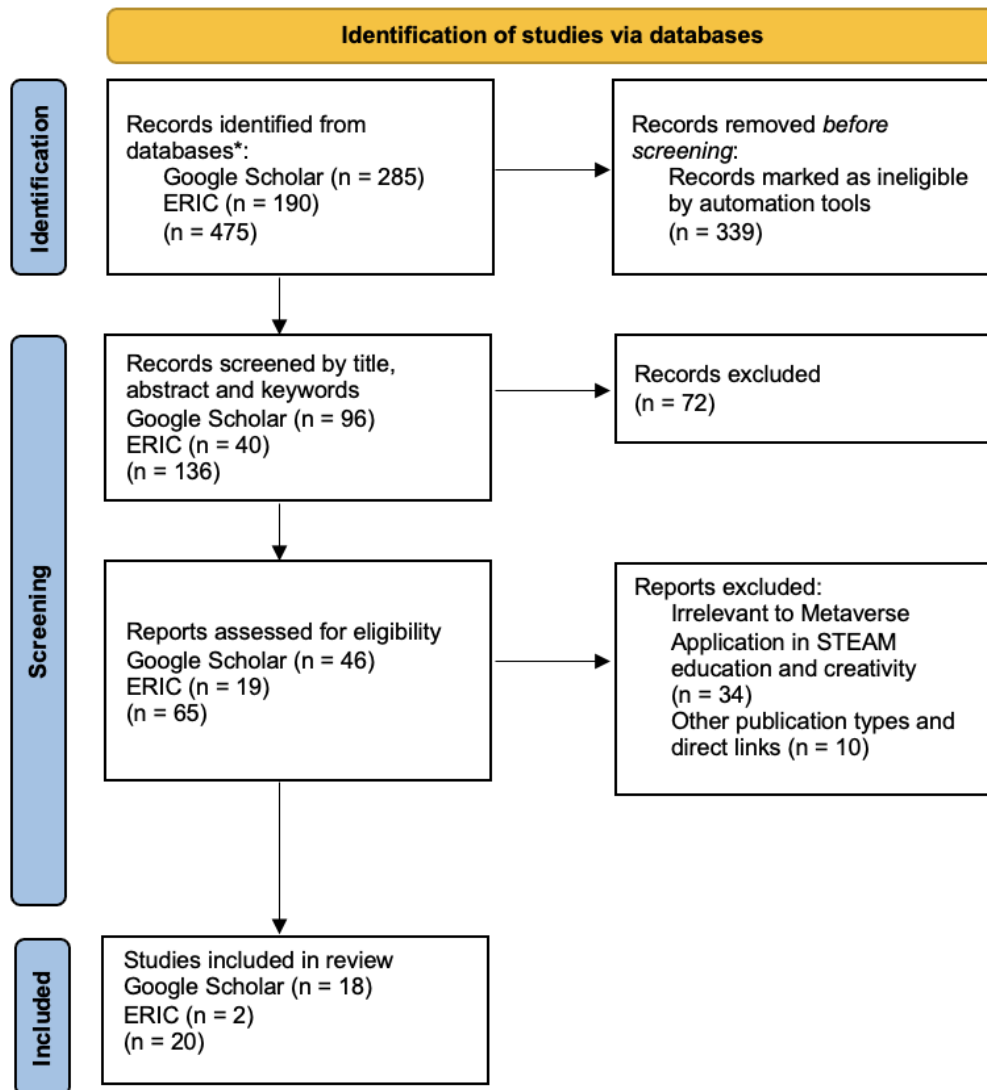 Identification of studies via databases
Identification
Records identified from
databases*:
Google Scholar (n = 285)
ERIC (n = 190)
(n = 475)
Records removed before
screening:
Records marked as ineligible
by automation tools
(n = 339)
Screening
Records screened by title,
abstract and keywords
Google Scholar (n = 96)
ERIC (n = 40)
(n = 136)
Records excluded
(n = 72)
Reports assessed for eligibility
Google Scholar (n = 46)
ERIC (n = 19)
(n = 65)
Reports excluded:
Irrelevant to Metaverse
Application in STEAM
education and creativity
(n = 34)
Other publication types and
direct links (n = 10)
Included
Studies included in review
Google Scholar (n = 18)
ERIC (n = 2)
(n = 20)